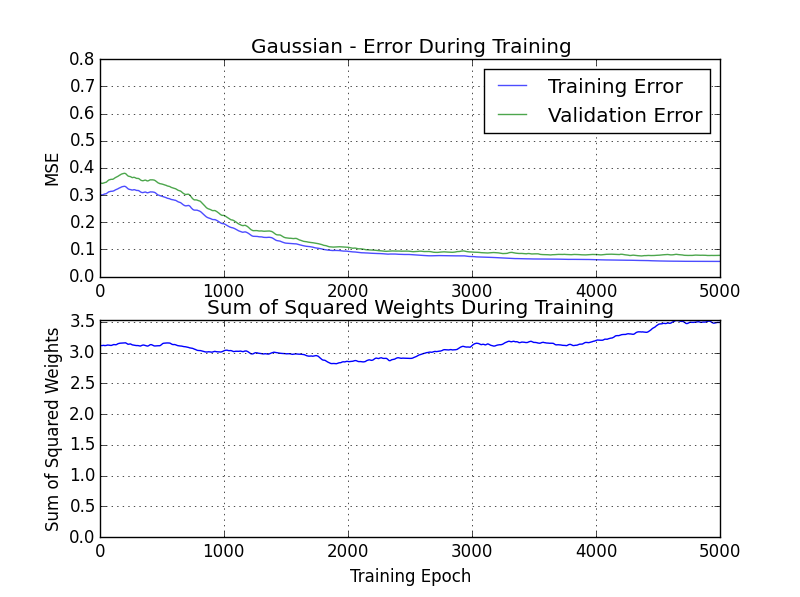 Gaussian - Error During Training
0.8
0.7
0.6
0.5
0.4
0.3
0.2
0.1
0.0
MSE
Training Error
Validation Error
0 1000 2000 3000 4000 5000
Sum of Squared Weights During Training
3.5
3.0
2.5
2.0
1.5
1.0
0.5
0.0
Sum of Squared Weights
0 1000 2000 3000 4000 5000
Training Epoch